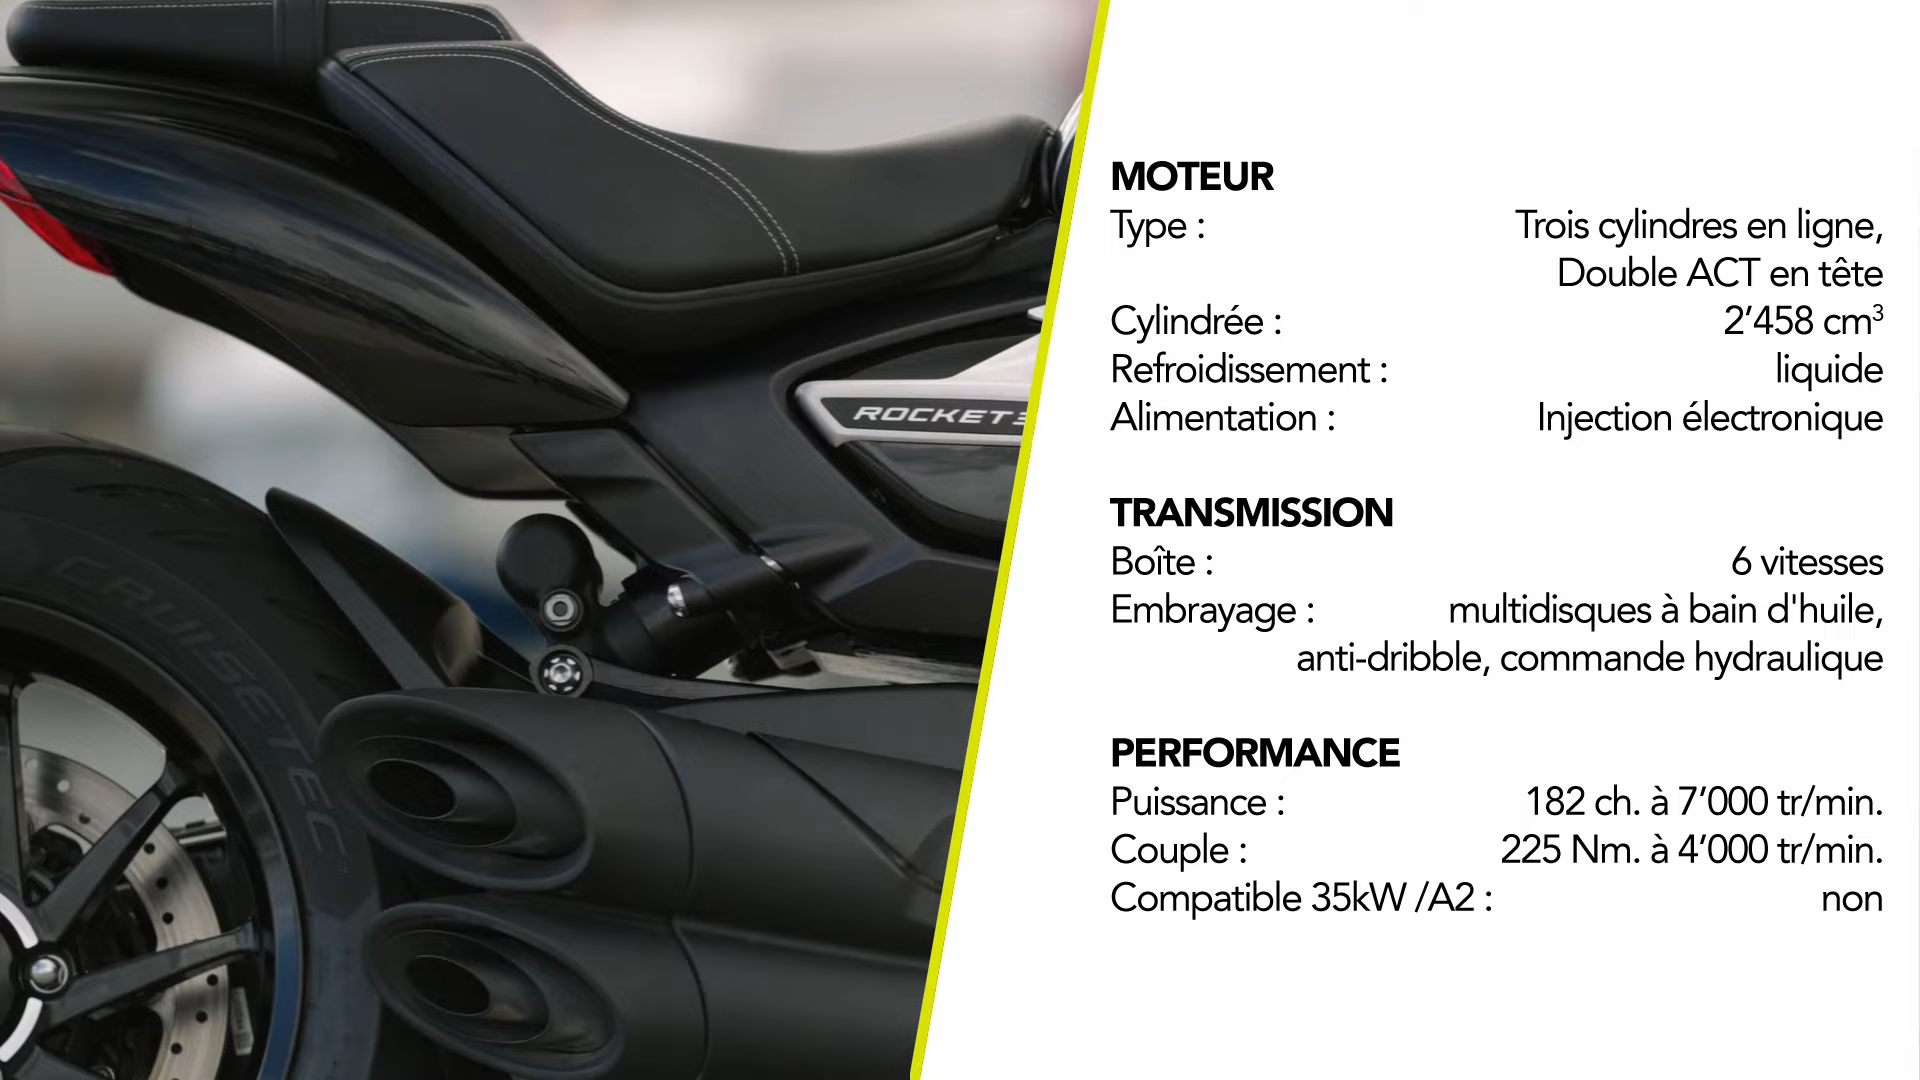 ROCKET 3
CRUISETEC
MOTEUR
Type : Trois cylindres en ligne,
Double ACT en tête
Cylindrée : 2’458 cm³
Refroidissement : liquide
Alimentation : Injection électronique
TRANSMISSION
Boîte : 6 vitesses
Embrayage : multidisques à bain d'huile,
anti-dribble, commande hydraulique
PERFORMANCE
Puissance : 182 ch. à 7’000 tr/min.
Couple : 225 Nm. à 4’000 tr/min.
Compatible 35kW /A2 : non